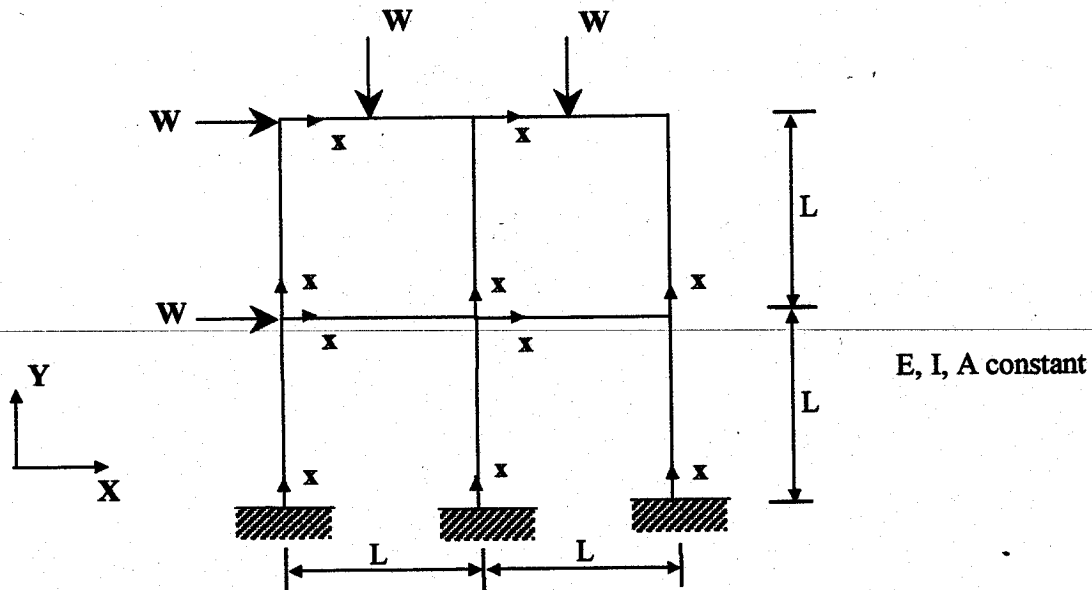 W W
W
x x
L
x x x
W
x x
E, I, A constant
Y
L
X
x x x
L L